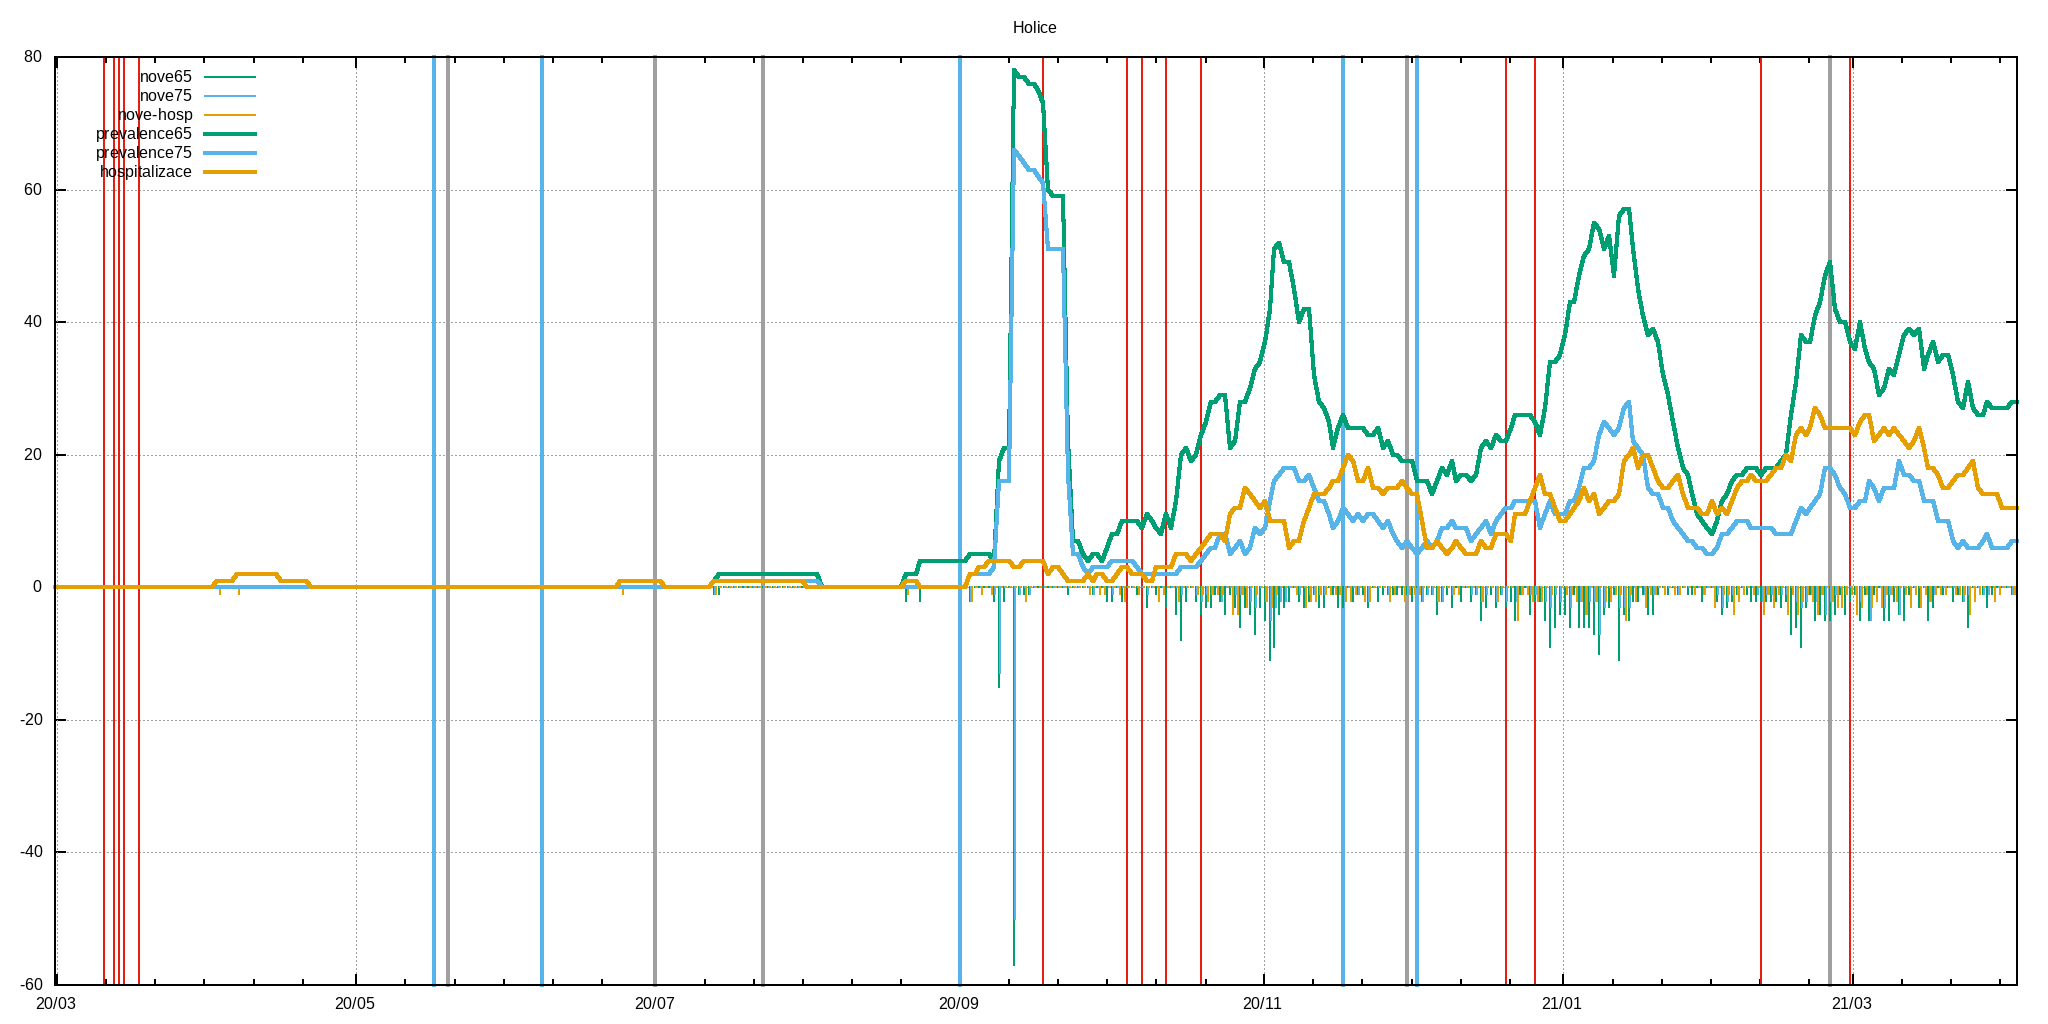 Holice
80
nove65
nove75
nove-hosp
prevalence65
prevalence75
hospitalizace
60
40
20
0
-20
-40
-60
20/03 20/05 20/07 20/09 20/11 21/01 21/03